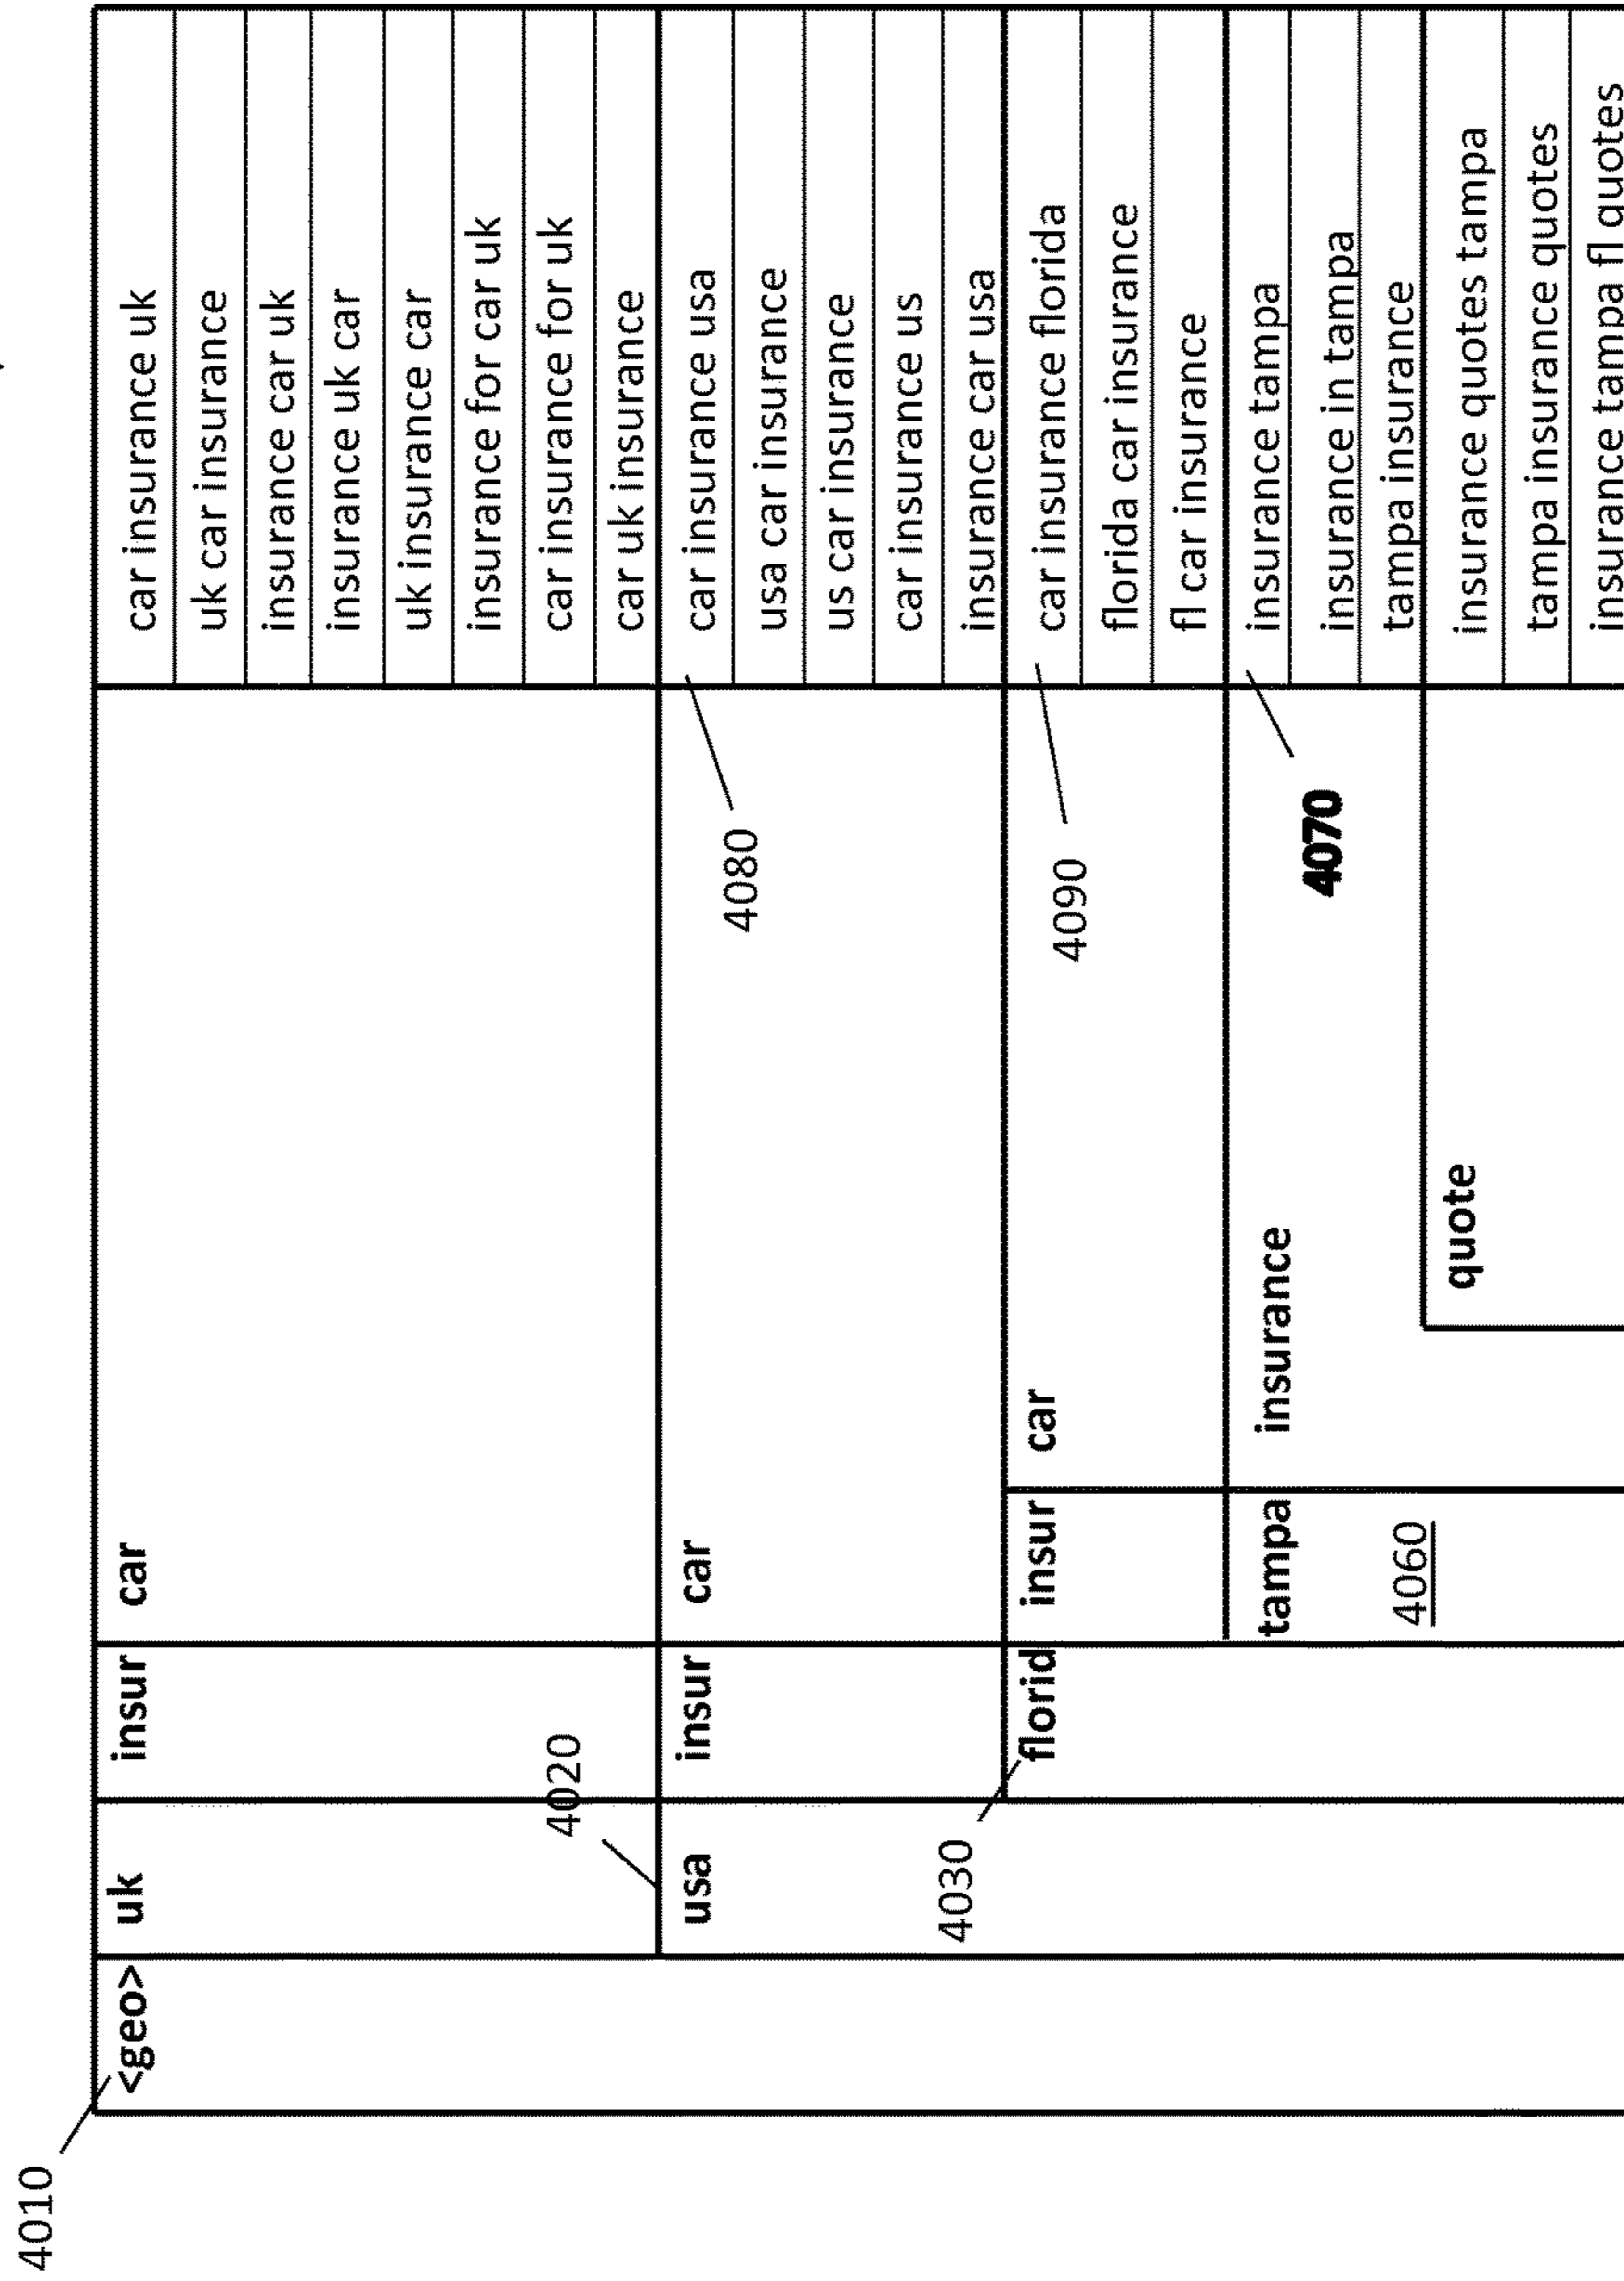 4010
<geo> uk insur car car insurance uk
uk car insurance
insurance car uk
insurance uk car
uk insurance car
insurance for car uk
4020 car insurance for uk
car uk insurance
usa insur car car insurance usa
4080 usa car insurance
us car insurance
car insurance us
4030 insurance car usa
florid insur car car insurance florida
4090 florida car insurance
fl car insurance
tampa insurance insurance tampa
4070 insurance in tampa
4060 tampa insurance
quote insurance quotes tampa
tampa insurance quotes
insurance tampa fl quotes